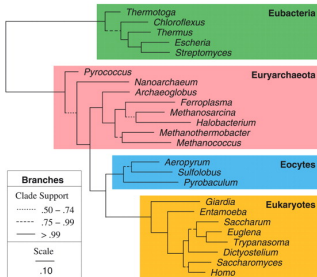 Eubacteria
Thermotoga
Chloroflexus
Thermus
Escheria
Streptomyces
Euryarchaeota
Pyrococcus
Nanoarchaeum
Archaeoglobus
Ferroplasma
Methanosarcina
Halobacterium
Methanothermobacter
Methanococcus
Eocytes
Aeropyrum
Sulfolobus
Pyrobaculum
Eukaryotes
Giardia
Entamoeba
Saccharum
Euglena
Trypanasoma
Dictyostelium
Saccharomyces
Homo
Branches
Clade Support
.50 – .74
.75 – .99
> .99
Scale
.10